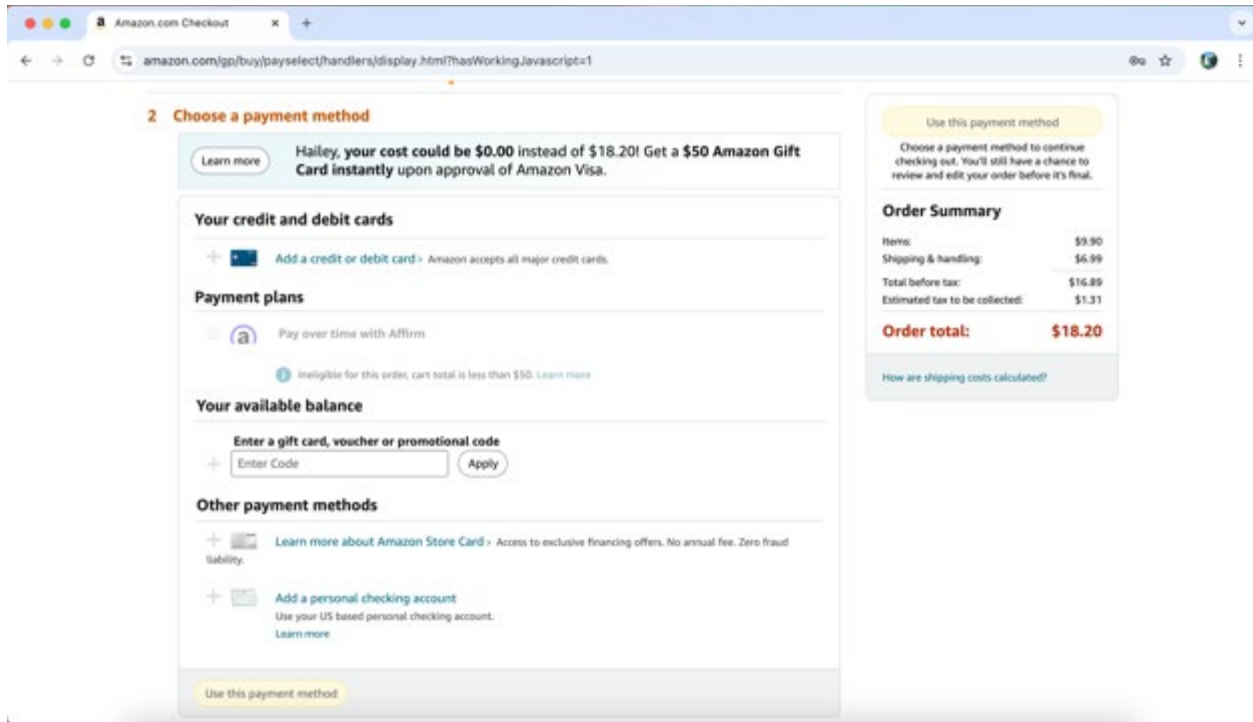 Amazon.com Checkout
amazon.com/gp/buy/payselect/handlers/display.html?hasWorkingJavascript=1
2 Choose a payment method
Learn more
Hailey, your cost could be $0.00 instead of $18.20! Get a $50 Amazon Gift
Card instantly upon approval of Amazon Visa.
Your credit and debit cards
Add a credit or debit card › Amazon accepts all major credit cards.
Payment plans
a
Pay over time with Affirm
Ineligible for this order, cart total is less than $50. Learn more
Your available balance
Enter a gift card, voucher or promotional code
Enter Code
Apply
Other payment methods
Learn more about Amazon Store Card › Access to exclusive financing offers. No annual fee. Zero fraud
liability.
Add a personal checking account
Use your US based personal checking account.
Learn more
Use this payment method
Use this payment method
Choose a payment method to continue
checking out. You'll still have a chance to
review and edit your order before it's final.
Order Summary
Items: $9.90
Shipping & handling: $6.99
Total before tax: $16.89
Estimated tax to be collected: $1.31
Order total: $18.20
How are shipping costs calculated?